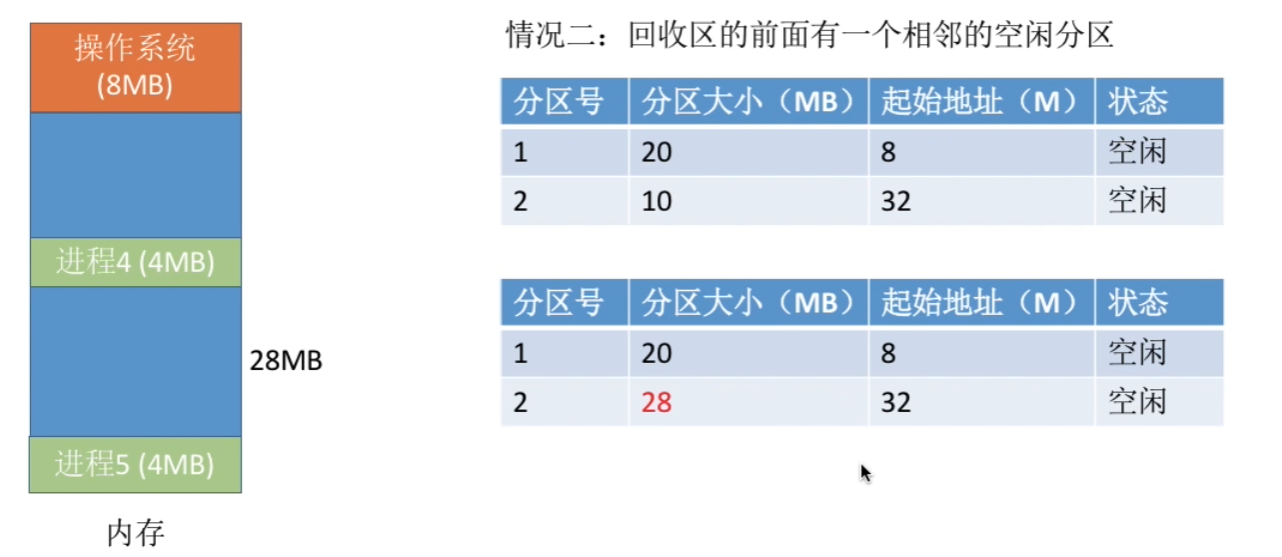 操作系统
(8MB)
进程4 (4MB)
28MB
进程5 (4MB)
内存
情况二：回收区的前面有一个相邻的空闲分区
分区号 分区大小（MB） 起始地址（M） 状态
1 20 8 空闲
2 10 32 空闲
分区号 分区大小（MB） 起始地址（M） 状态
1 20 8 空闲
2 28 32 空闲